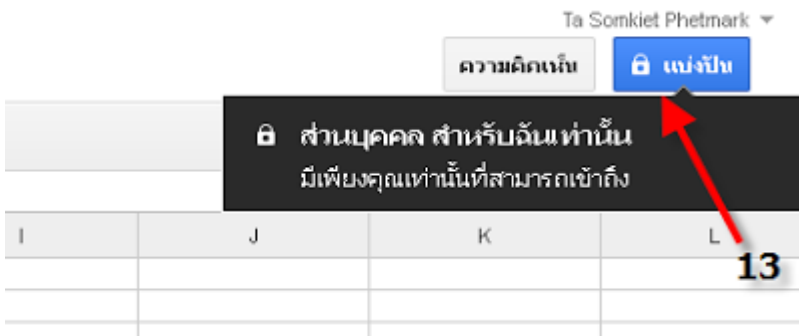 Ta Somkiet Phetmark
ความคิดเห็น
แบ่งปัน
ส่วนบุคคล สำหรับฉันเท่านั้น
มีเพียงคุณเท่านั้นที่สามารถเข้าถึง
I J K L
13